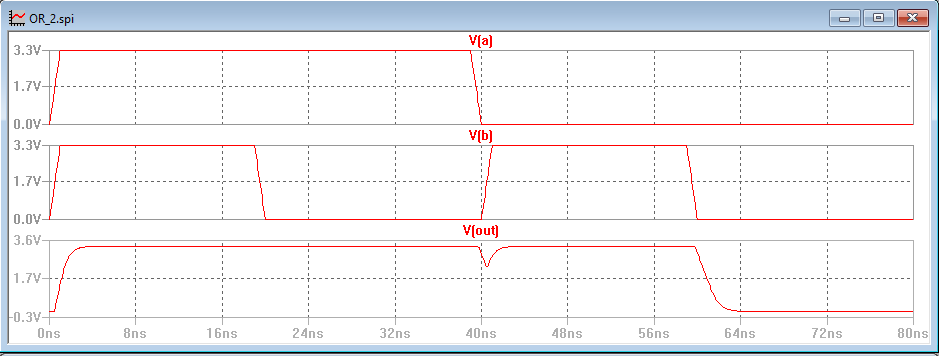 OR_2.spi
V(a)
3.3V
1.7V
0.0V
V(b)
3.3V
1.7V
0.0V
V(out)
3.6V
1.7V
-0.3V
0ns 8ns 16ns 24ns 32ns 40ns 48ns 56ns 64ns 72ns 80ns